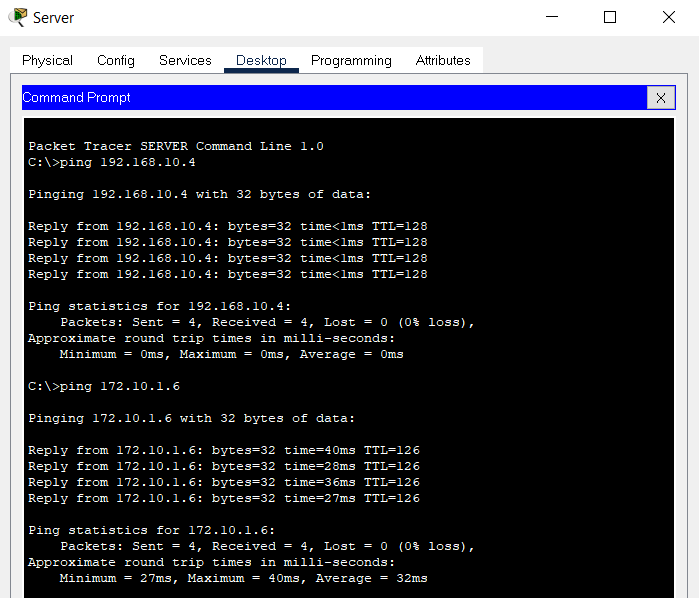 Server
Physical Config Services Desktop Programming Attributes
Command Prompt
X
Packet Tracer SERVER Command Line 1.0
C:\>ping 192.168.10.4
Pinging 192.168.10.4 with 32 bytes of data:
Reply from 192.168.10.4: bytes=32 time<1ms TTL=128
Reply from 192.168.10.4: bytes=32 time<1ms TTL=128
Reply from 192.168.10.4: bytes=32 time<1ms TTL=128
Reply from 192.168.10.4: bytes=32 time<1ms TTL=128
Ping statistics for 192.168.10.4:
Packets: Sent = 4, Received = 4, Lost = 0 (0% loss),
Approximate round trip times in milli-seconds:
Minimum = 0ms, Maximum = 0ms, Average = 0ms
C:\>ping 172.10.1.6
Pinging 172.10.1.6 with 32 bytes of data:
Reply from 172.10.1.6: bytes=32 time=40ms TTL=126
Reply from 172.10.1.6: bytes=32 time=28ms TTL=126
Reply from 172.10.1.6: bytes=32 time=36ms TTL=126
Reply from 172.10.1.6: bytes=32 time=27ms TTL=126
Ping statistics for 172.10.1.6:
Packets: Sent = 4, Received = 4, Lost = 0 (0% loss),
Approximate round trip times in milli-seconds:
Minimum = 27ms, Maximum = 40ms, Average = 32ms